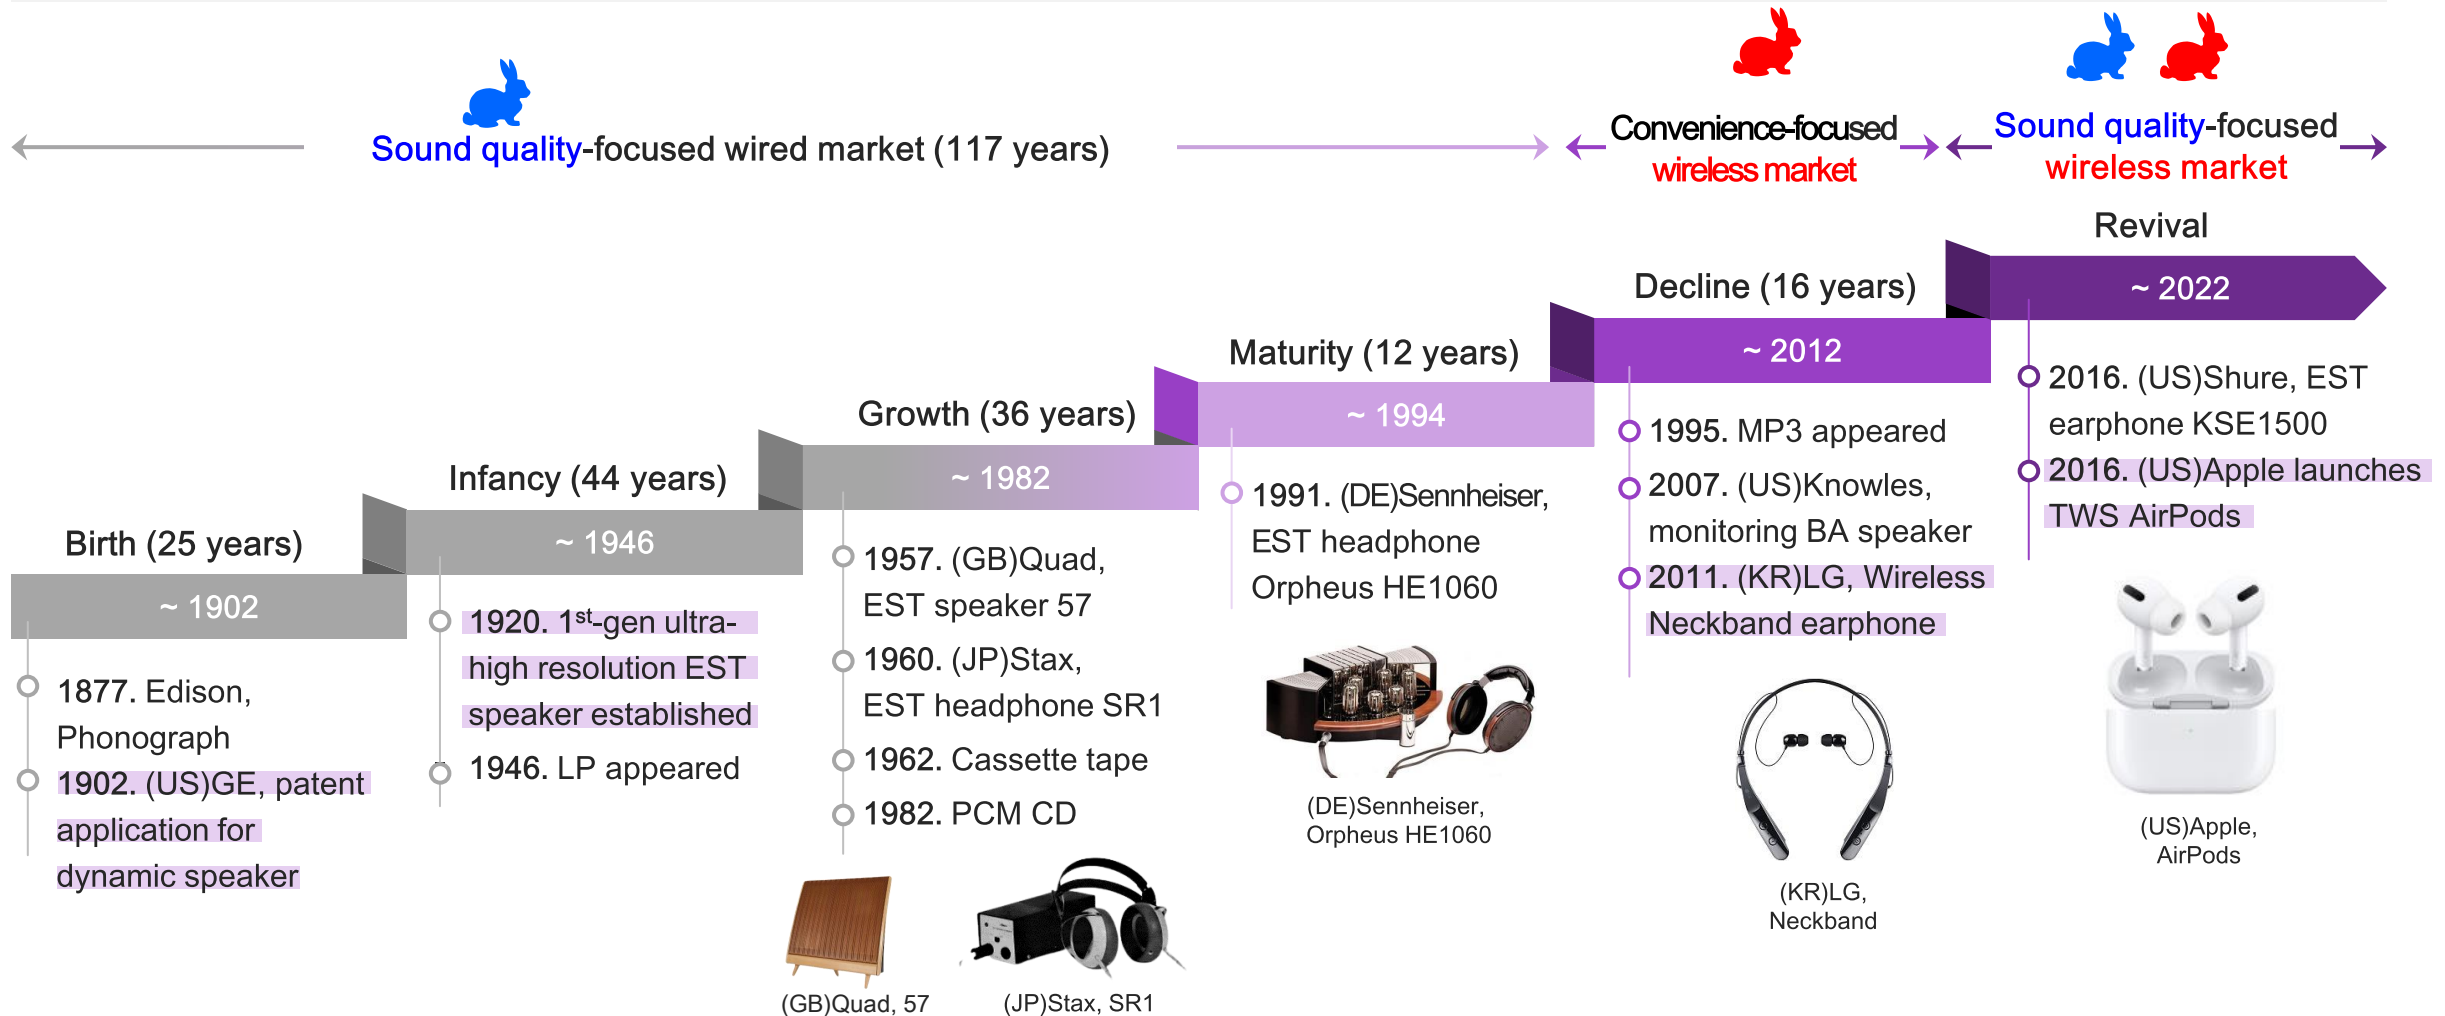 Sound quality-focused wired market (117 years)
Convenience-focused
wireless market
Sound quality-focused
wireless market
Birth (25 years)
~ 1902
1877. Edison,
Phonograph
1902. (US)GE, patent
application for
dynamic speaker
Infancy (44 years)
~ 1946
1920. 1st-gen ultra-
high resolution EST
speaker established
1946. LP appeared
Growth (36 years)
~ 1982
1957. (GB)Quad,
EST speaker 57
1960. (JP)Stax,
EST headphone SR1
1962. Cassette tape
1982. PCM CD
(GB)Quad, 57
(JP)Stax, SR1
Maturity (12 years)
~ 1994
1991. (DE)Sennheiser,
EST headphone
Orpheus HE1060
(DE)Sennheiser,
Orpheus HE1060
Decline (16 years)
~ 2012
1995. MP3 appeared
2007. (US)Knowles,
monitoring BA speaker
2011. (KR)LG, Wireless
Neckband earphone
(KR)LG,
Neckband
Revival
~ 2022
2016. (US)Shure, EST
earphone KSE1500
2016. (US)Apple launches
TWS AirPods
(US)Apple,
AirPods